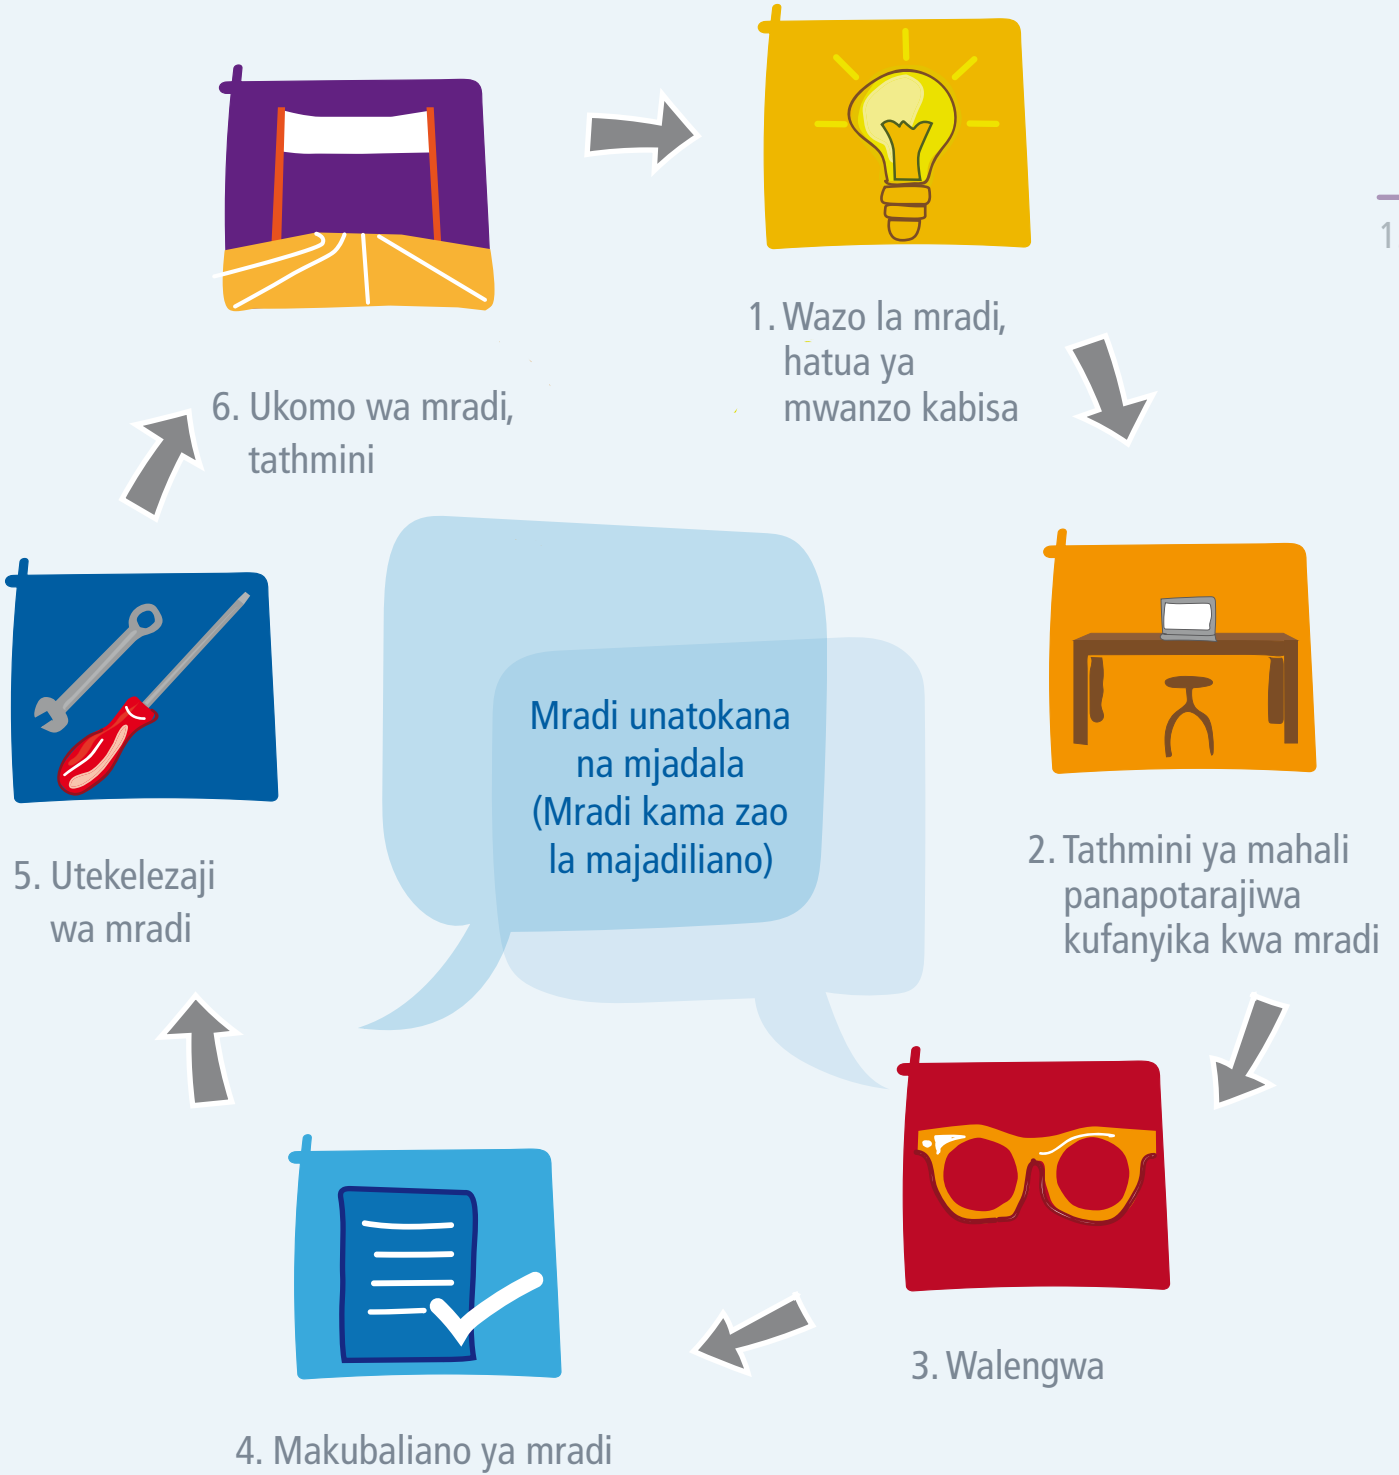 1. Wazo la mradi,
hatua ya
mwanzo kabisa
2. Tathmini ya mahali
panapotarajiwa
kufanyika kwa mradi
3. Walengwa
4. Makubaliano ya mradi
5. Utekelezaji
wa mradi
6. Ukomo wa mradi,
tathmini
Mradi unatokana
na mjadala
(Mradi kama zao
la majadiliano)
1